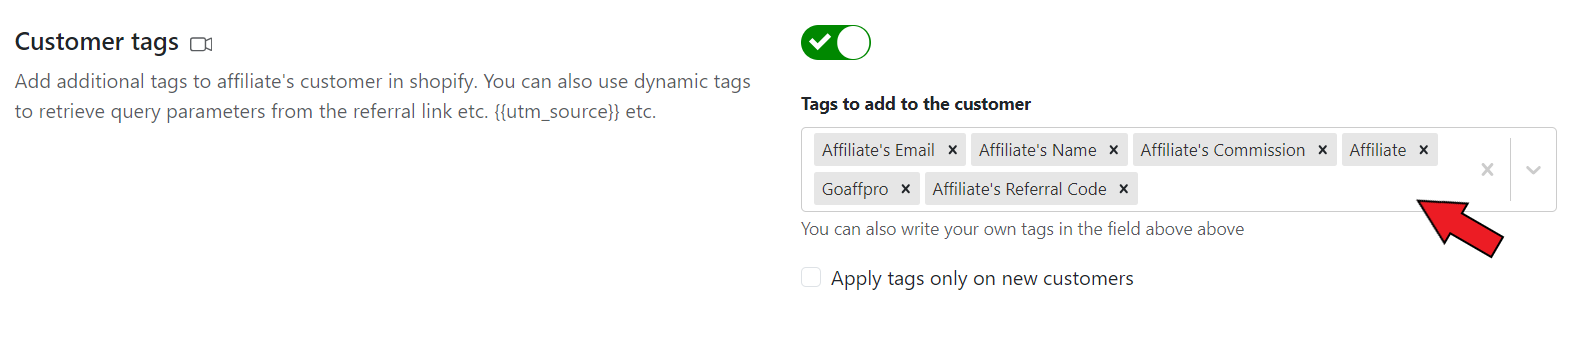 Customer tags
Add additional tags to affiliate's customer in shopify. You can also use dynamic tags
to retrieve query parameters from the referral link etc. {{utm_source}} etc.
Tags to add to the customer
Affiliate's Email × Affiliate's Name × Affiliate's Commission × Affiliate ×
Goaffpro × Affiliate's Referral Code ×
You can also write your own tags in the field above above
Apply tags only on new customers